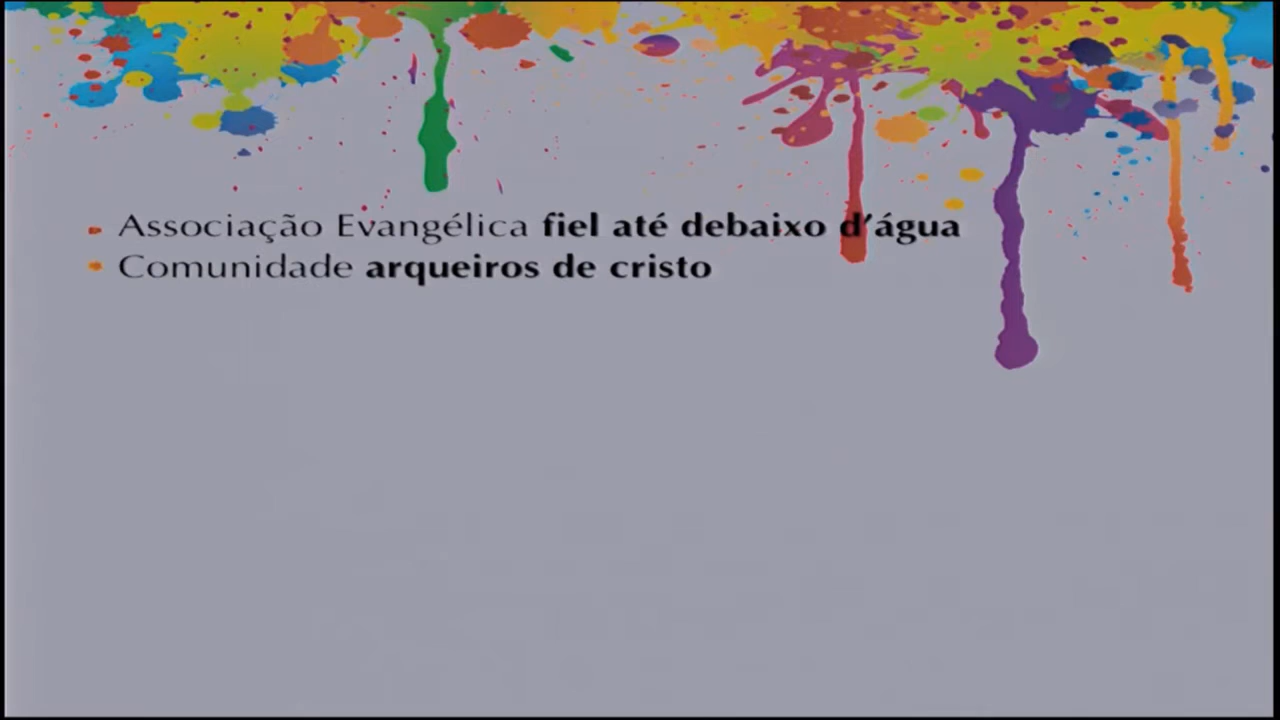 Associação Evangélica fiel até debaixo d'água
Comunidade arqueiros de cristo